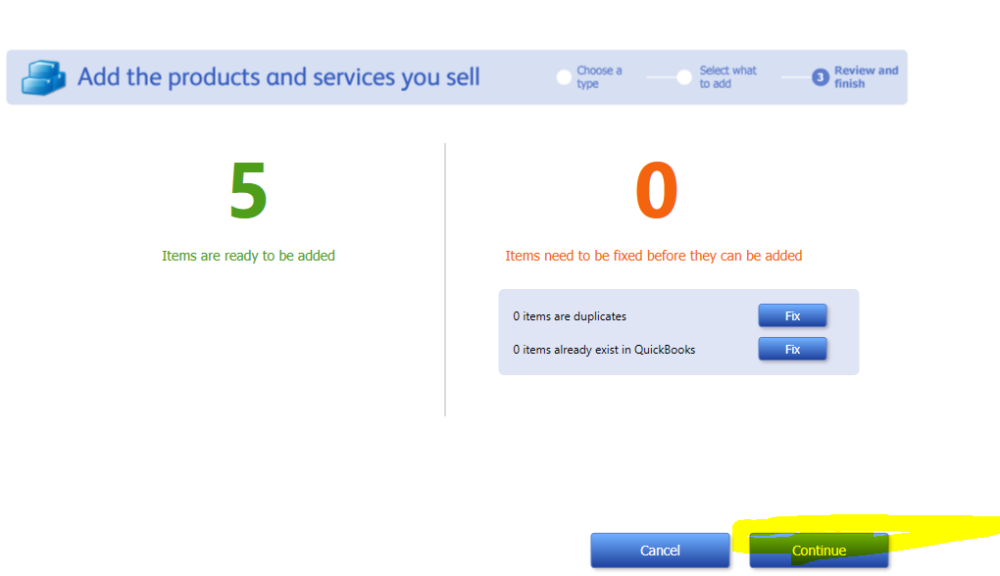 Add the products and services you sell
Choose a
type
Select what
to add
3
Review and
finish
5
Items are ready to be added
0
Items need to be fixed before they can be added
0 items are duplicates
Fix
0 items already exist in QuickBooks
Fix
Cancel
Continue